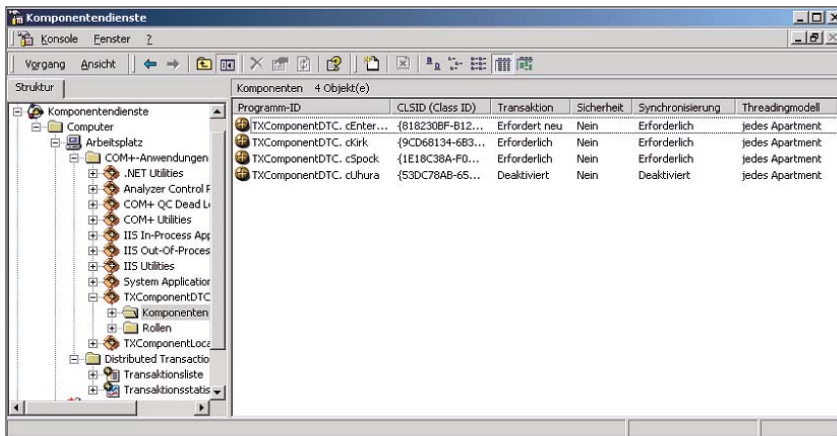 Komponentendienste
Konsole Fenster ?
Vorgang Ansicht
Struktur
Komponenten 4 Objekt(e)
Komponentendienste
Computer
Arbeitsplatz
COM+-Anwendungen
.NET Utilities
Analyzer Control P
COM+ QC Dead L
COM+ Utilities
IIS In-Process App
IIS Out-Of-Proces
IIS Utilities
System Application
TXComponentDTC
Komponenten
Rollen
TXComponentLoca
Distributed Transactio
Transaktionsliste
Transaktionsstatis
Programm-ID CLSID (Class ID) Transaktion Sicherheit Synchronisierung Threadingmodell
TXComponentDTC. cEnter... {818230BF-B12... Erfordert neu Nein Erforderlich jedes Apartment
TXComponentDTC. cKirk {9CD68134-6B3... Erforderlich Nein Erforderlich jedes Apartment
TXComponentDTC. cSpock {1E18C38A-F0... Erforderlich Nein Erforderlich jedes Apartment
TXComponentDTC. cUhura {53DC78AB-65... Deaktiviert Nein Deaktiviert jedes Apartment